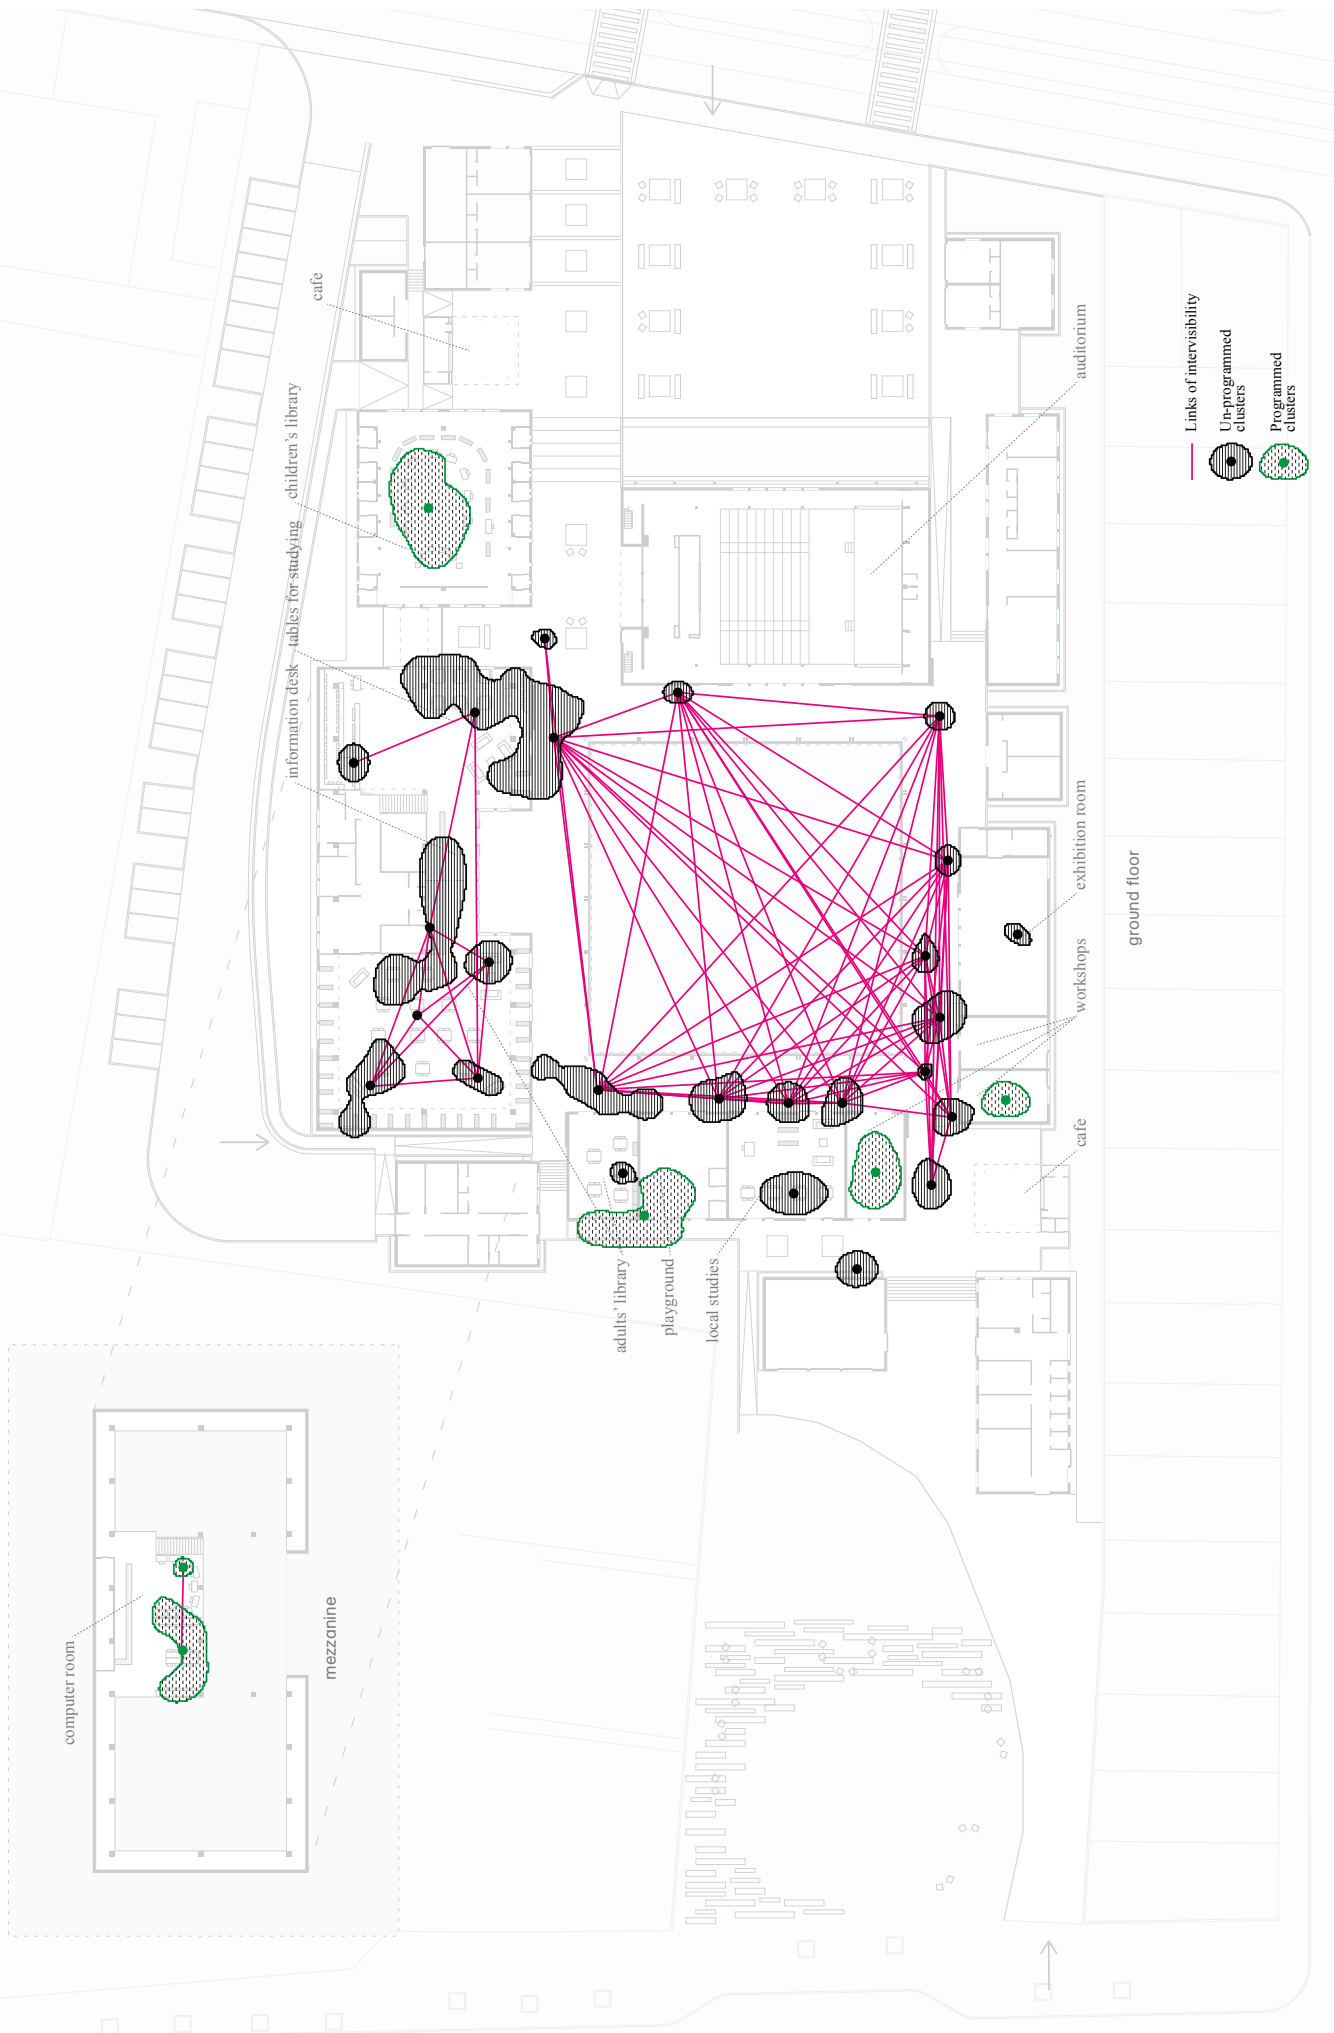 cafe
children's library
tables for studying
information desk
auditorium
Links of intervisibility
Un-programmed
clusters
Programmed
clusters
exhibition room
ground floor
workshops
cafe
adults' library
playground
local studies
mezzanine
computer room